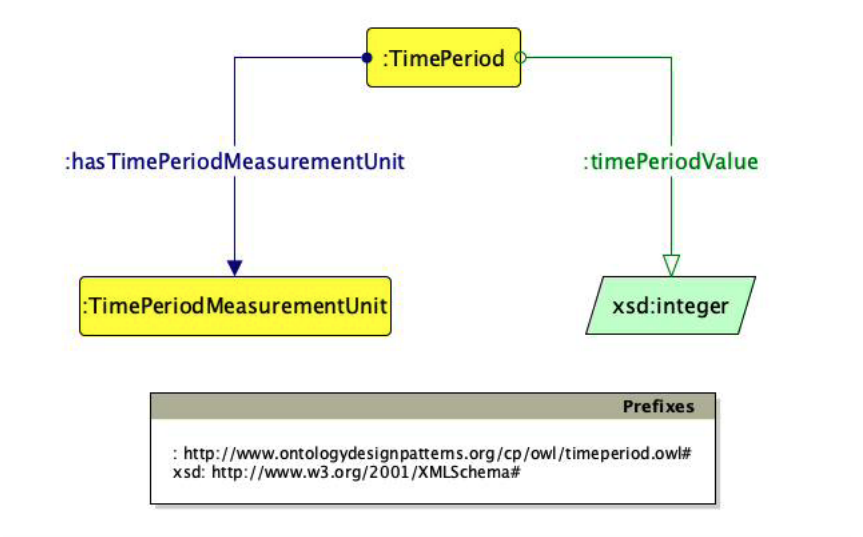 :TimePeriod
:hasTimePeriodMeasurementUnit
:timePeriodValue
:TimePeriodMeasurementUnit
xsd:integer
Prefixes
: http://www.ontologydesignpatterns.org/cp/owl/timeperiod.owl#
xsd: http://www.w3.org/2001/XMLSchema#